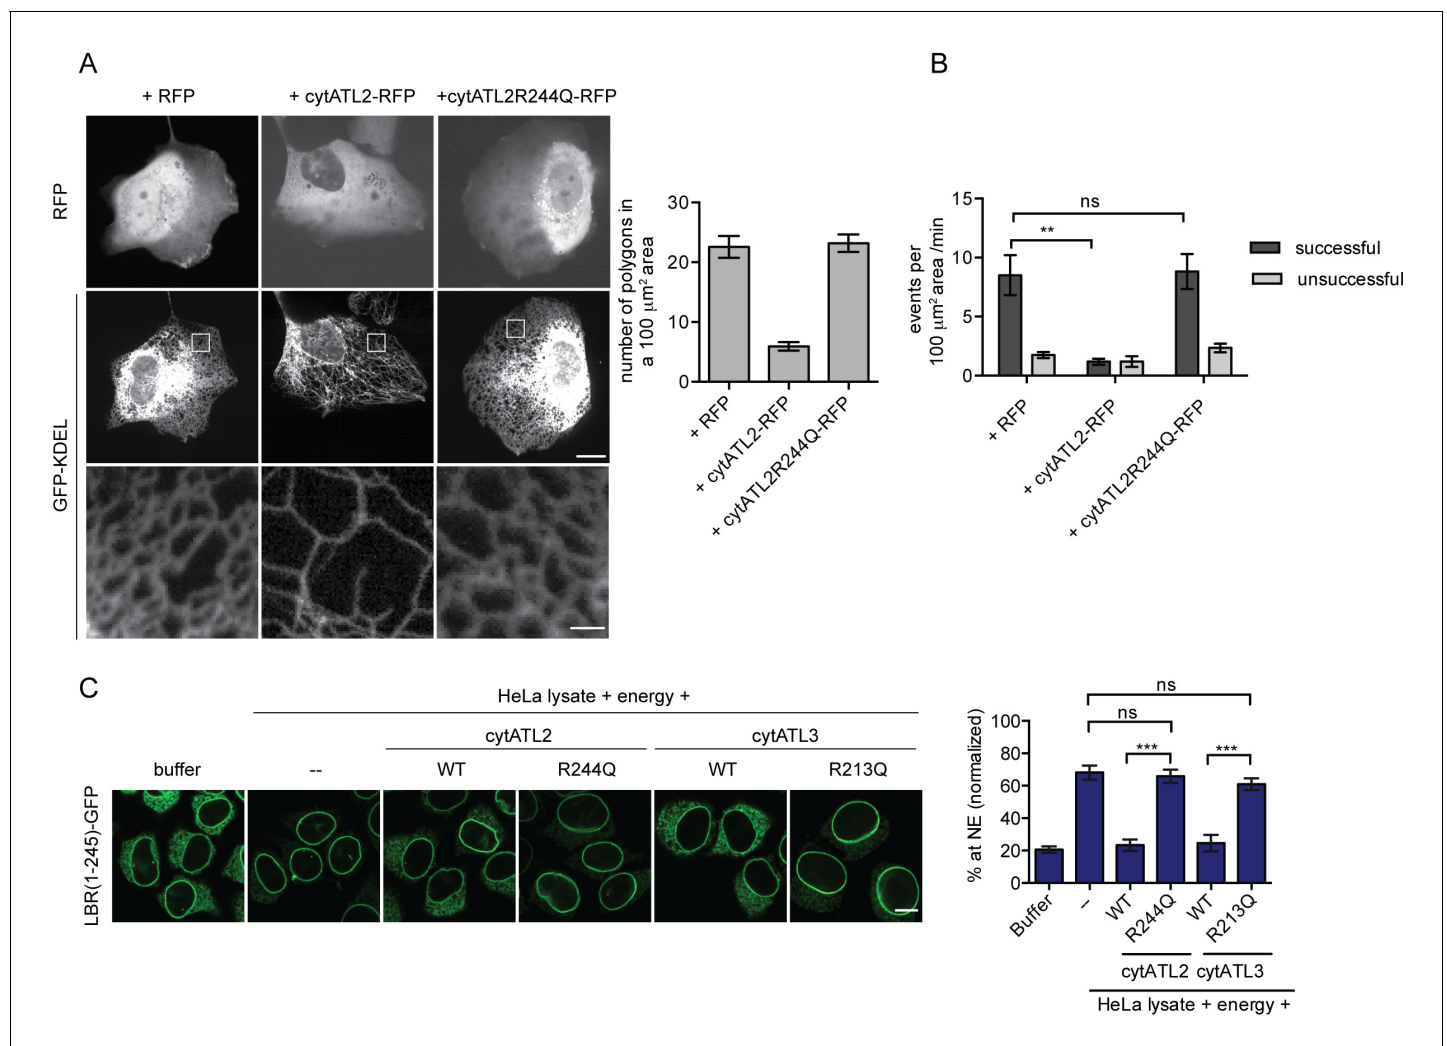 A
+ RFP
+ cytATL2-RFP
+cytATL2R244Q-RFP
RFP
GFP-KDEL
number of polygons in
a 100 μm² area
30
20
10
0
+ RFP
+ cytATL2-RFP
+ cytATL2R244Q-RFP
B
events per
100 μm² area /min
15
10
5
0
ns
**
successful
unsuccessful
+ RFP
+ cytATL2-RFP
+ cytATL2R244Q-RFP
C
HeLa lysate + energy +
cytATL2
cytATL3
buffer
--
WT
R244Q
WT
R213Q
LBR(1-245)-GFP
% at NE (normalized)
100
80
60
40
20
0
ns
ns
***
***
Buffer
--
WT
R244Q
WT
R213Q
cytATL2
cytATL3
HeLa lysate + energy +